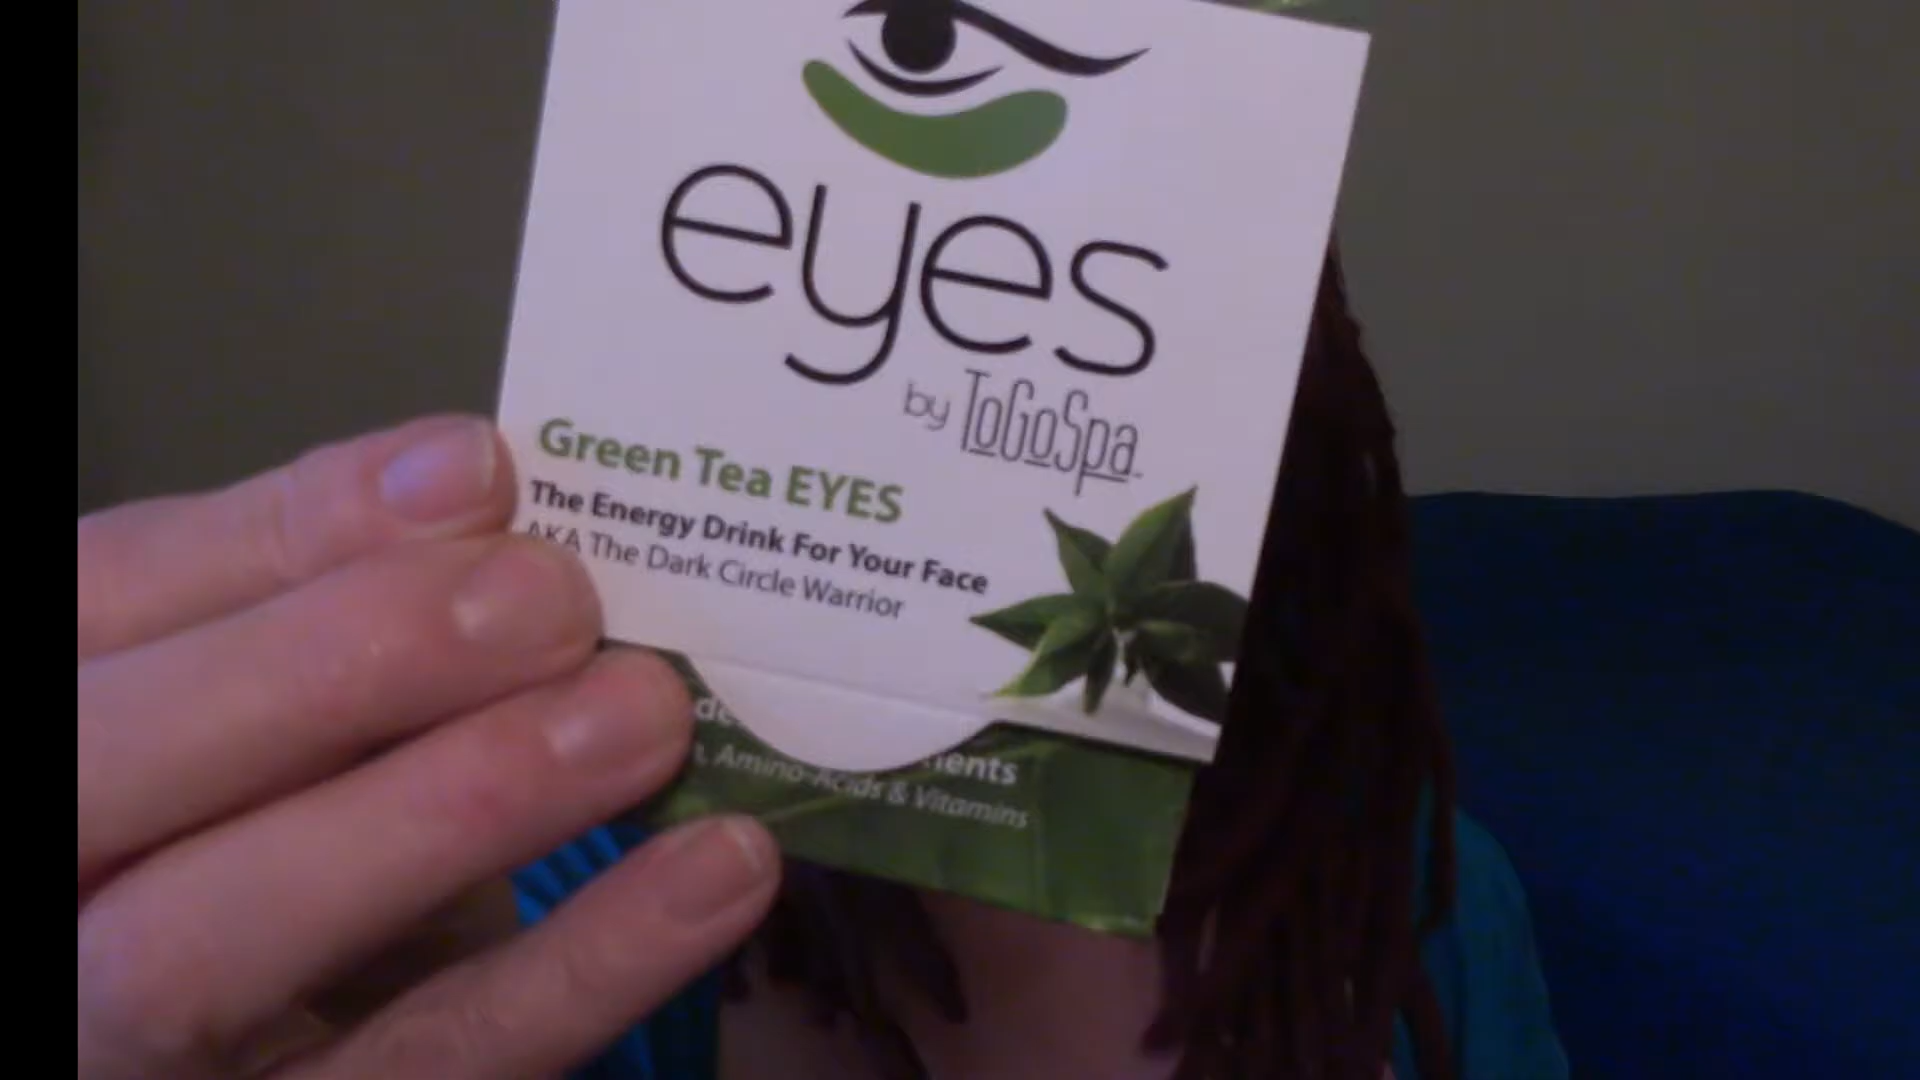 eyes
by ToGoSpa
Green Tea EYES
The Energy Drink For Your Face
AKA The Dark Circle Warrior
Amino-Acids & Vitamins